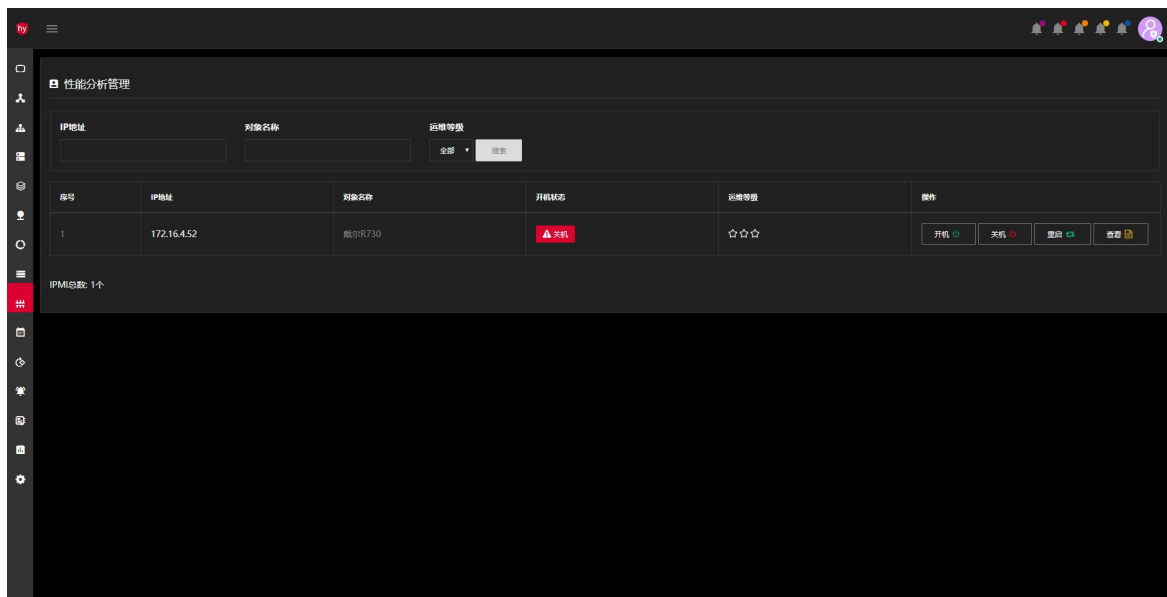 hy
性能分析管理
IP地址 对象名称 运维等级
全部 搜索
序号 IP地址 对象名称 开机状态 运维等级 操作
1 172.16.4.52 戴尔R730 关机 开机 关机 重启 查看
IPMI总数: 1个